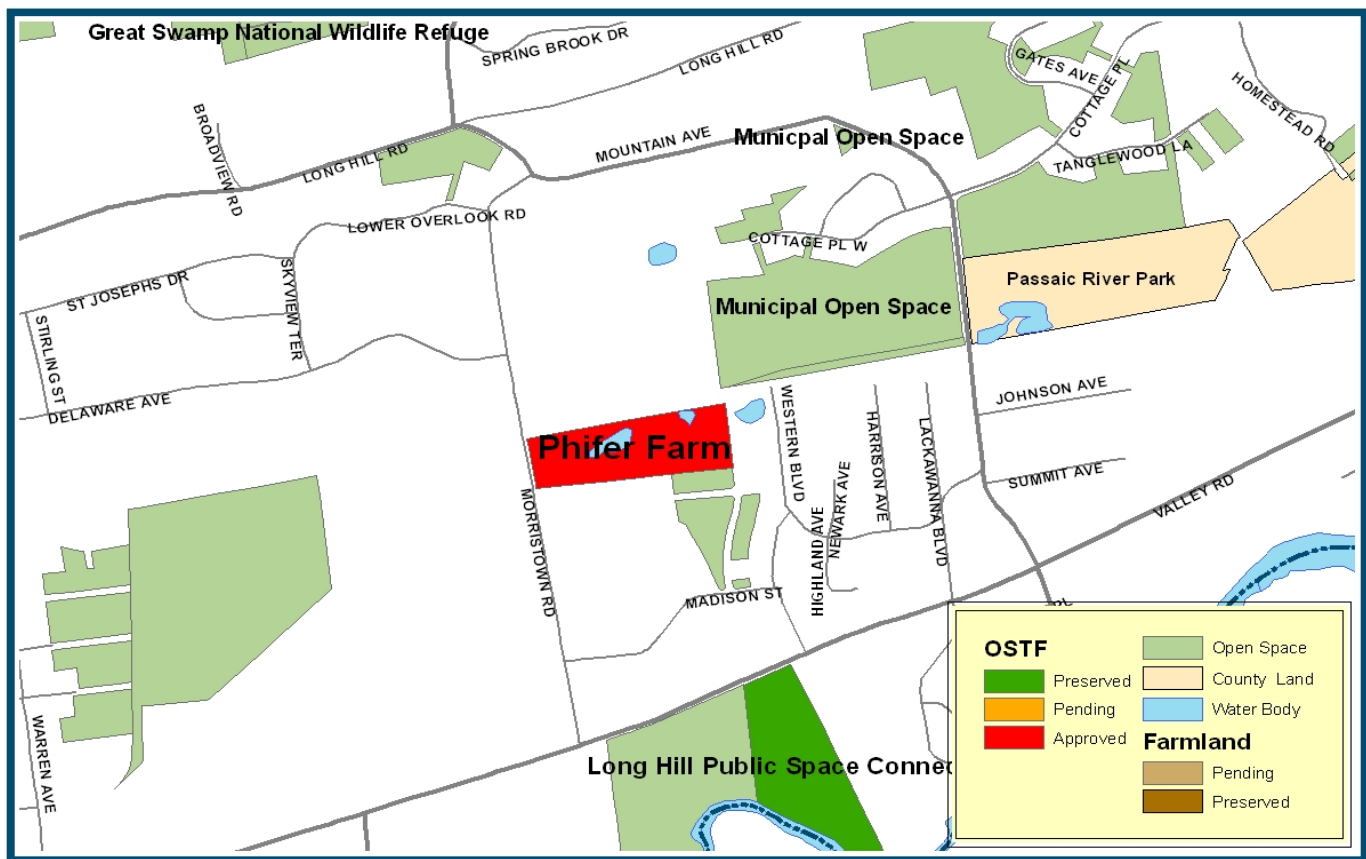 Great Swamp National Wildlife Refuge
SPRING BROOK DR
LONG HILL RD
GATES AVE
COTTAGE PL
HOMESTEAD RD
BROADVIEW RD
LONG HILL RD
MOUNTAIN AVE
Municpal Open Space
TANGLEWOOD LA
LOWER OVERLOOK RD
COTTAGE PL W
ST JOSEPHS DR
SKYVIEW TER
Passaic River Park
Municipal Open Space
STIRLING ST
DELAWARE AVE
WESTERN BLVD
JOHNSON AVE
HARRISON AVE
LACKAWANNA BLVD
Phifer Farm
SUMMIT AVE
VALLEY RD
MORRISTOWN RD
NEWARK AVE
HIGHLAND AVE
MADISON ST
PL
WARREN AVE
Long Hill Public Space Connec
OSTF
Preserved
Pending
Approved
Open Space
County Land
Water Body
Farmland
Pending
Preserved